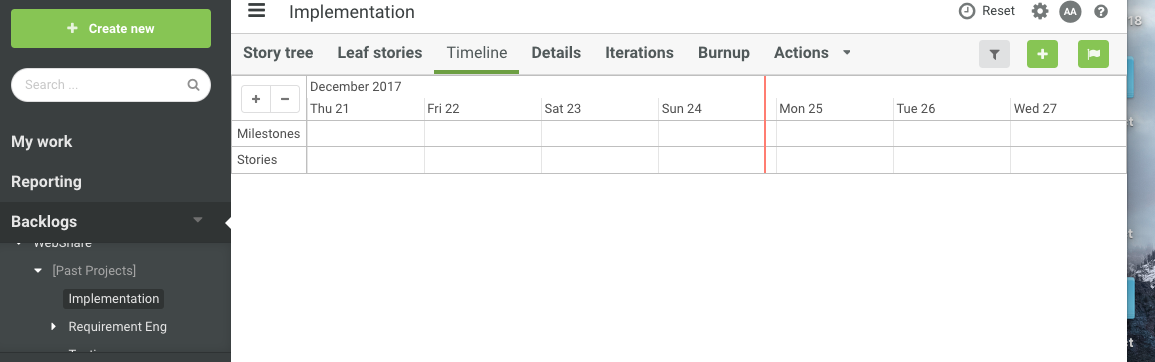 Create new
Search ...
My work
Reporting
Backlogs
WebShare
[Past Projects]
Implementation
Requirement Eng
Implementation
Reset
AA
?
Story tree
Leaf stories
Timeline
Details
Iterations
Burnup
Actions
December 2017
Thu 21
Fri 22
Sat 23
Sun 24
Mon 25
Tue 26
Wed 27
Milestones
Stories
18
t
t
t